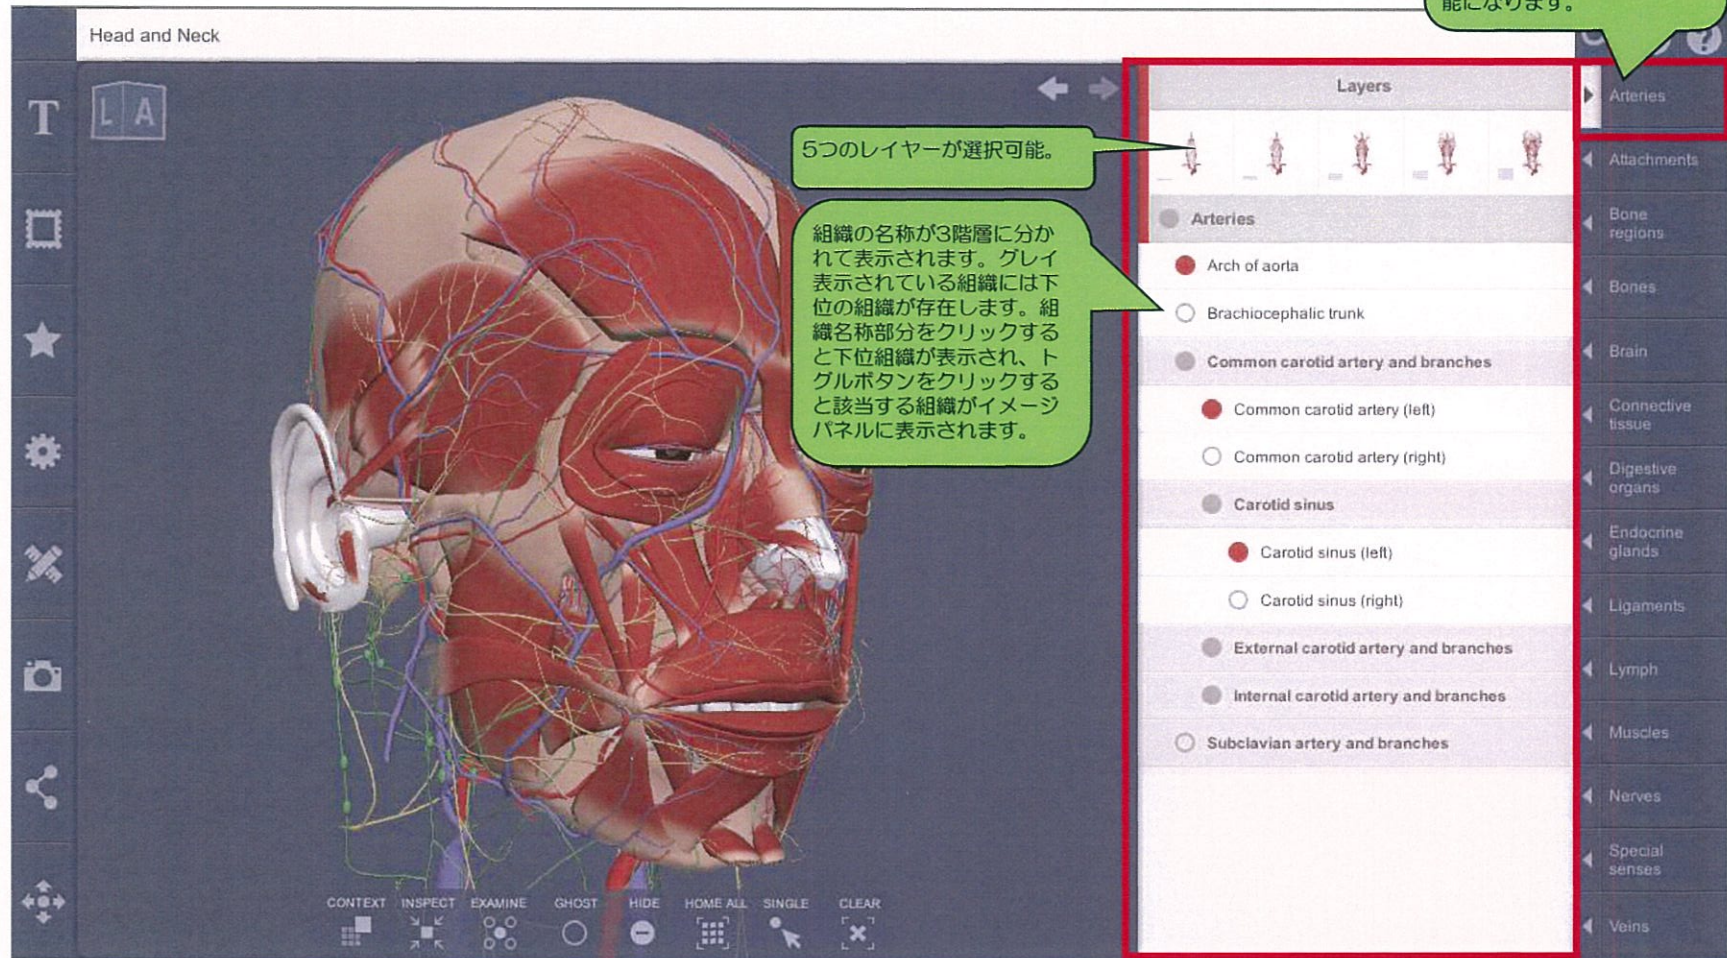 能になります。
Head and Neck
T
L A
5つのレイヤーが選択可能。
組織の名称が3階層に分か
れて表示されます。グレイ
表示されている組織には下
位の組織が存在します。組
織名称部分をクリックする
と下位組織が表示され、ト
グルボタンをクリックする
と該当する組織がイメージ
パネルに表示されます。
Layers
Arteries
Arch of aorta
Brachiocephalic trunk
Common carotid artery and branches
Common carotid artery (left)
Common carotid artery (right)
Carotid sinus
Carotid sinus (left)
Carotid sinus (right)
External carotid artery and branches
Internal carotid artery and branches
Subclavian artery and branches
?
Arteries
Attachments
Bone
regions
Bones
Brain
Connective
tissue
Digestive
organs
Endocrine
glands
Ligaments
Lymph
Muscles
Nerves
Special
senses
Veins
CONTEXT INSPECT EXAMINE GHOST HIDE HOME ALL SINGLE CLEAR